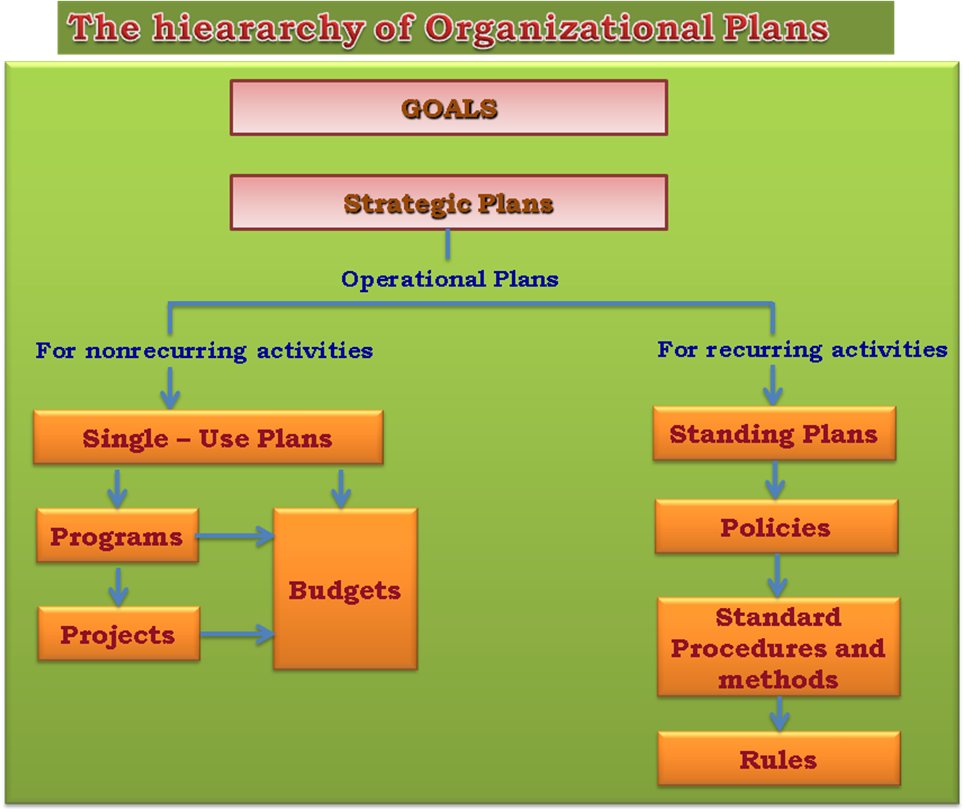 The hieararchy of Organizational Plans
GOALS
Strategic Plans
Operational Plans
For nonrecurring activities
For recurring activities
Single – Use Plans
Standing Plans
Programs
Budgets
Policies
Projects
Standard
Procedures and
methods
Rules